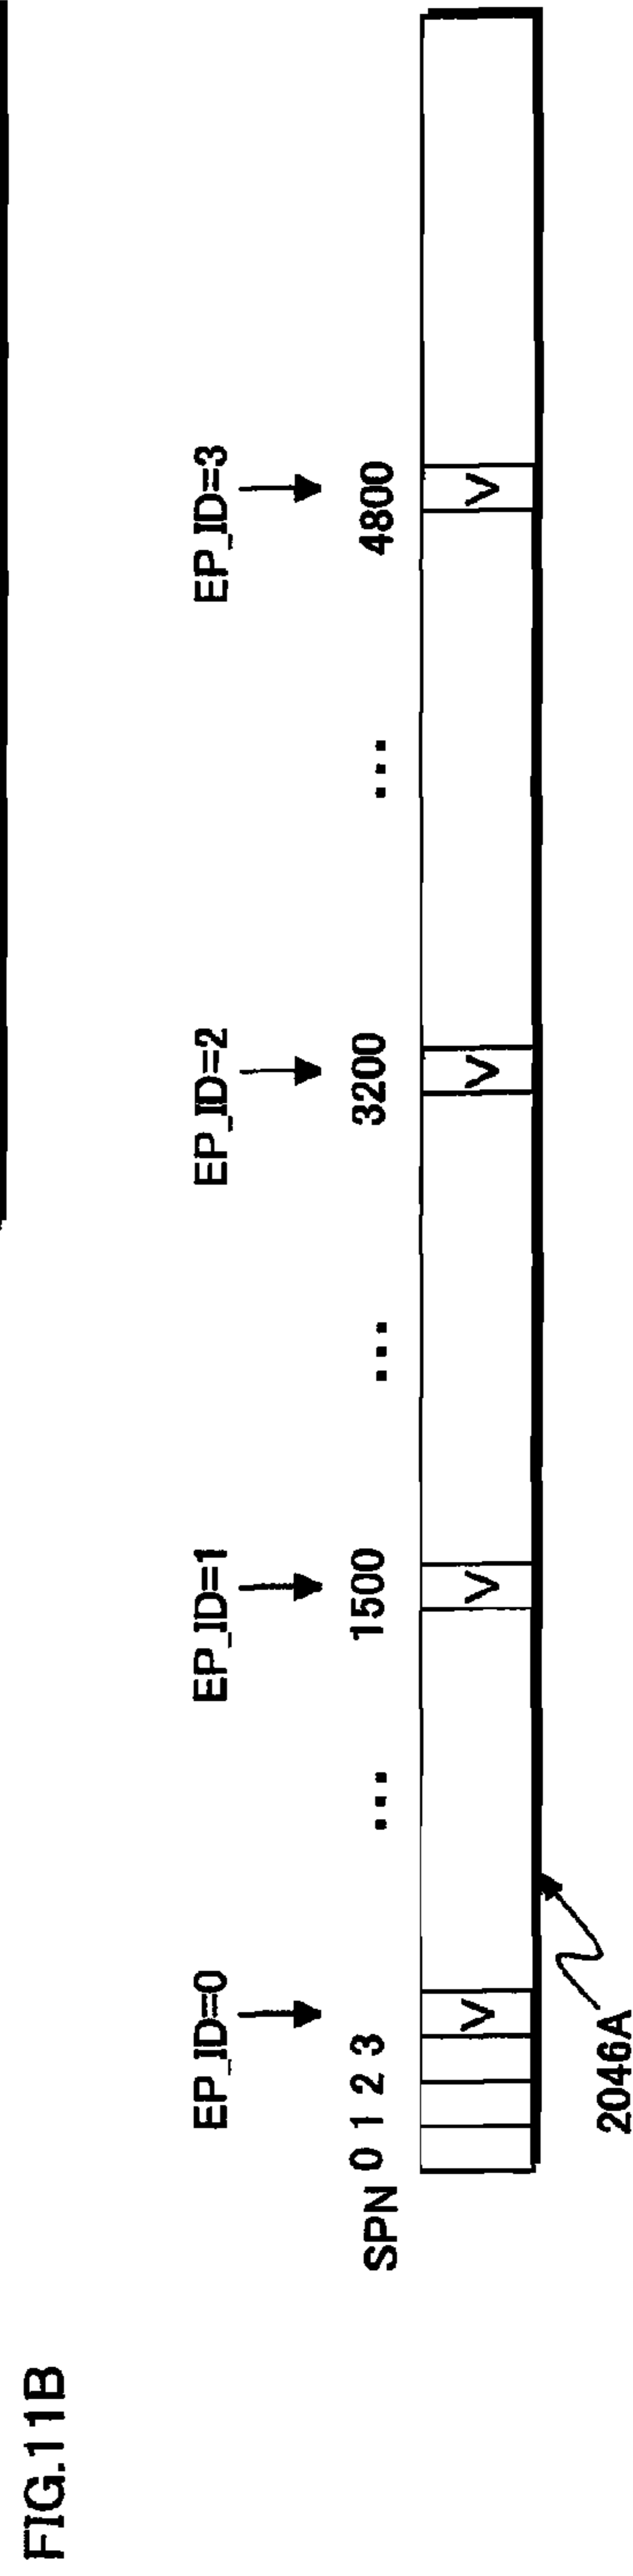 FIG.11B
EP_ID=0 EP_ID=1 EP_ID=2 EP_ID=3
SPN 0 1 2 3 ... 1500 ... 3200 ... 4800
V V V V
2046A